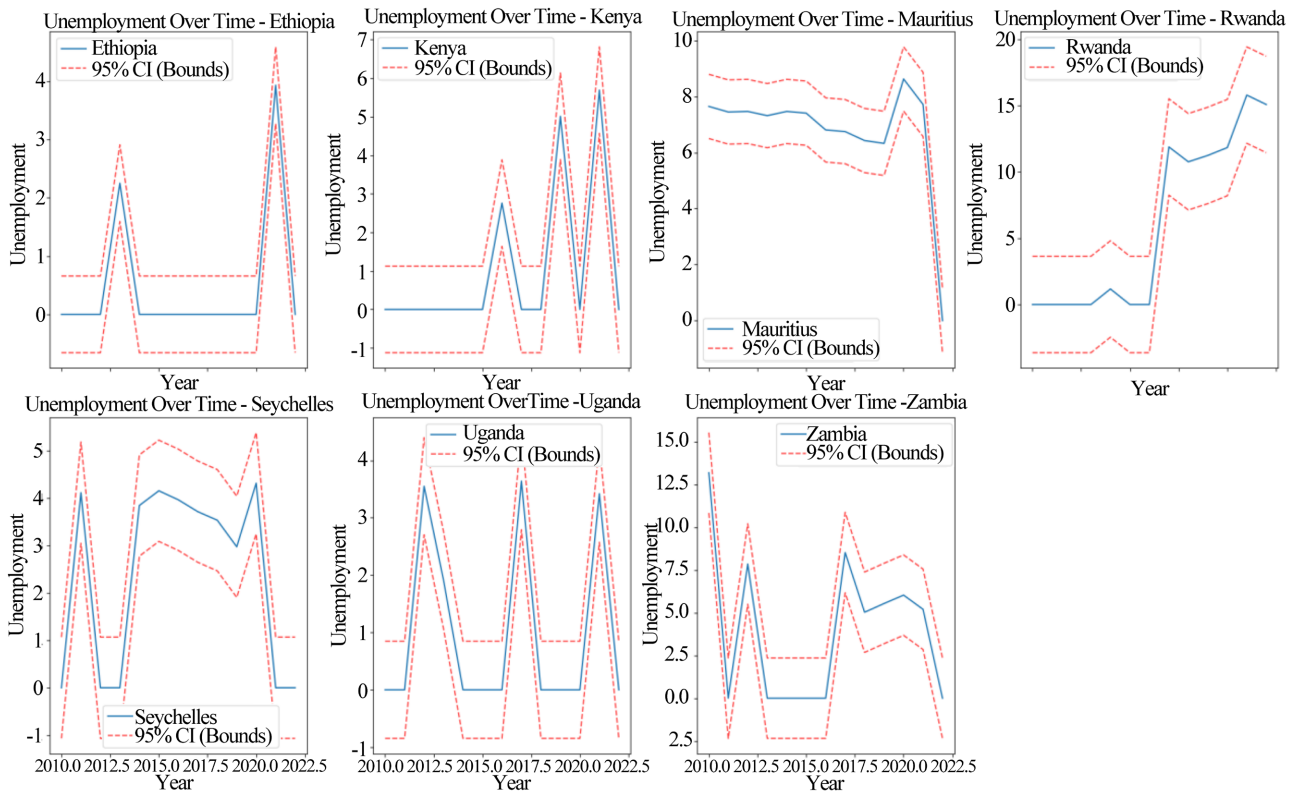 Unemployment Over Time - Ethiopia
Ethiopia
95% CI (Bounds)
4
3
2
1
0
Unemployment
Year
Unemployment Over Time - Kenya
Kenya
95% CI (Bounds)
7
6
5
4
3
2
1
0
-1
Unemployment
Year
Unemployment Over Time - Mauritius
10
8
6
4
2
0
Unemployment
Mauritius
95% CI (Bounds)
Year
Unemployment Over Time - Rwanda
Rwanda
95% CI (Bounds)
20
15
10
5
0
Unemployment
Year
Unemployment Over Time - Seychelles
5
4
3
2
1
0
-1
Unemployment
Seychelles
95% CI (Bounds)
2010.0 2012.5 2015.0 2017.5 2020.0 2022.5
Year
Unemployment OverTime -Uganda
Uganda
95% CI (Bounds)
4
3
2
1
0
-1
Unemployment
2010.0 2012.5 2015.0 2017.5 2020.0 2022.5
Year
Unemployment Over Time -Zambia
Zambia
95% CI (Bounds)
15.0
12.5
10.0
7.5
5.0
2.5
0.0
2.5
Unemployment
2010.0 2012.5 2015.0 2017.5 2020.0 2022.5
Year